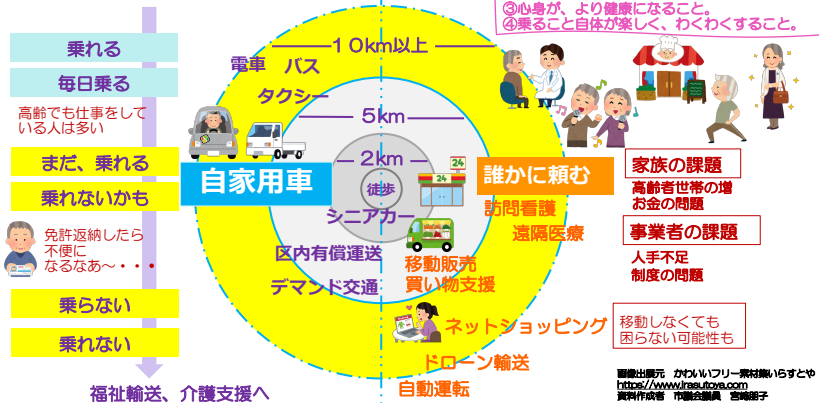 ③心身が、より健康になること。
④乗ること自体が楽しく、わくわくすること。
乗れる
毎日乗る
高齢でも仕事をして
いる人は多い
まだ、乗れる
乗れないかも
免許返納したら
不便に
なるなあ～・・・
乗らない
乗れない
福祉輸送、介護支援へ
10km以上
電車 バス
タクシー
5km
2km
徒歩
自家用車
シニアカー
区内有償運送
デマンド交通
24
24
誰かに頼む
訪問看護
遠隔医療
移動販売
買い物支援
ネットショッピング
ドローン輸送
自動運転
家族の課題
高齢者世帯の増
お金の問題
事業者の課題
人手不足
制度の問題
移動しなくても
困らない可能性も
画像出展元 かわいいフリー素材集いらすとや
https://www.irasutoya.com
資料作成者 市議会議員 宮崎朋子